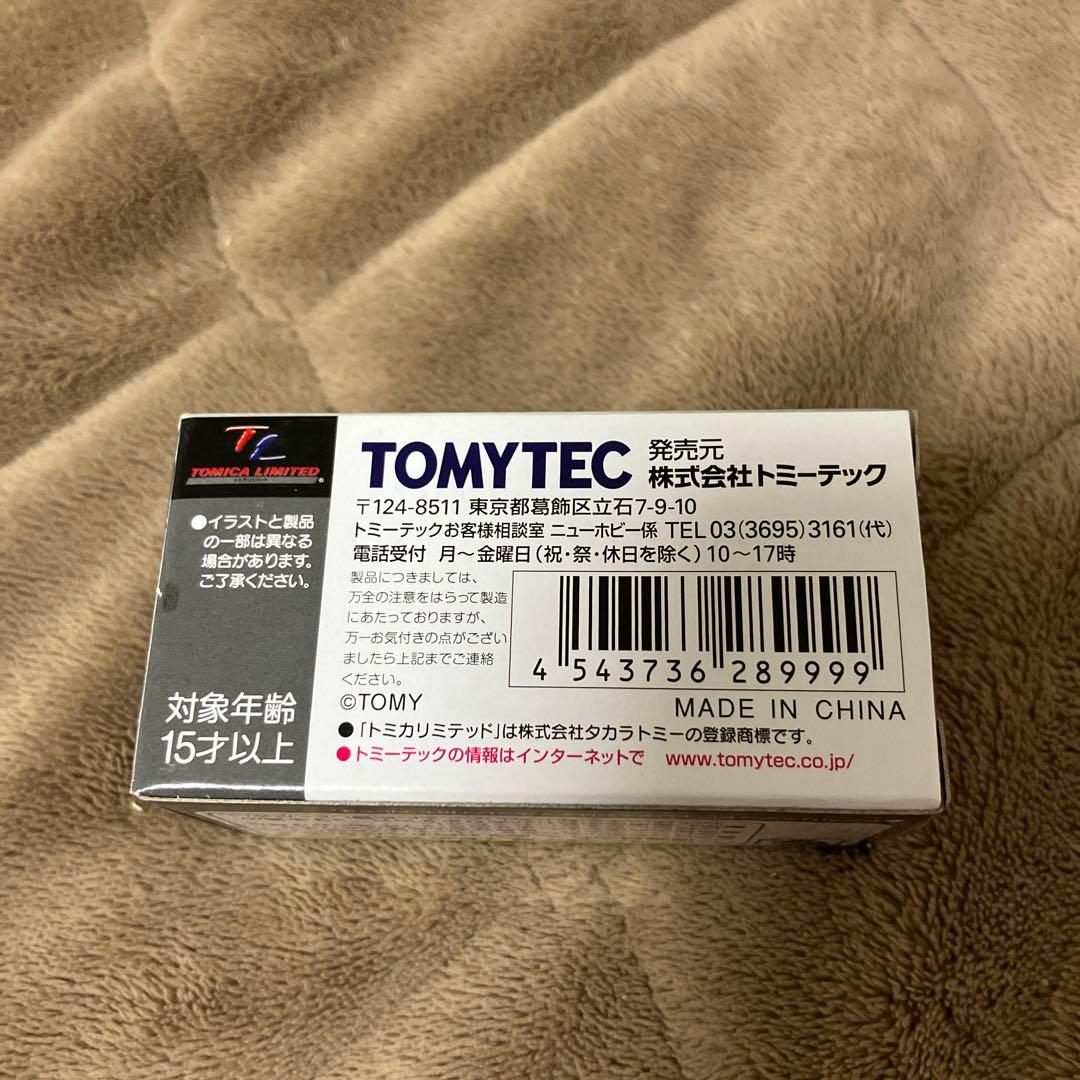 TL
TOMICA LIMITED
トミカリミテッド
®
●イラストと製品
の一部は異なる
場合があります。
ご了承ください。
対象年齢
15才以上
TOMYTEC
発売元
株式会社トミーテック
〒124-8511 東京都葛飾区立石7-9-10
トミーテックお客様相談室 ニューホビー係 TEL 03(3695)3161(代)
電話受付 月〜金曜日(祝・祭・休日を除く)10〜17時
製品につきましては、
万全の注意をはらって製造
にあたっておりますが、
万一お気付きの点がござい
ましたら上記までご連絡
ください。
4 543736 289999
©TOMY
MADE IN CHINA
●「トミカリミテッド」は株式会社タカラトミーの登録商標です。
●トミーテックの情報はインターネットで www.tomytec.co.jp/